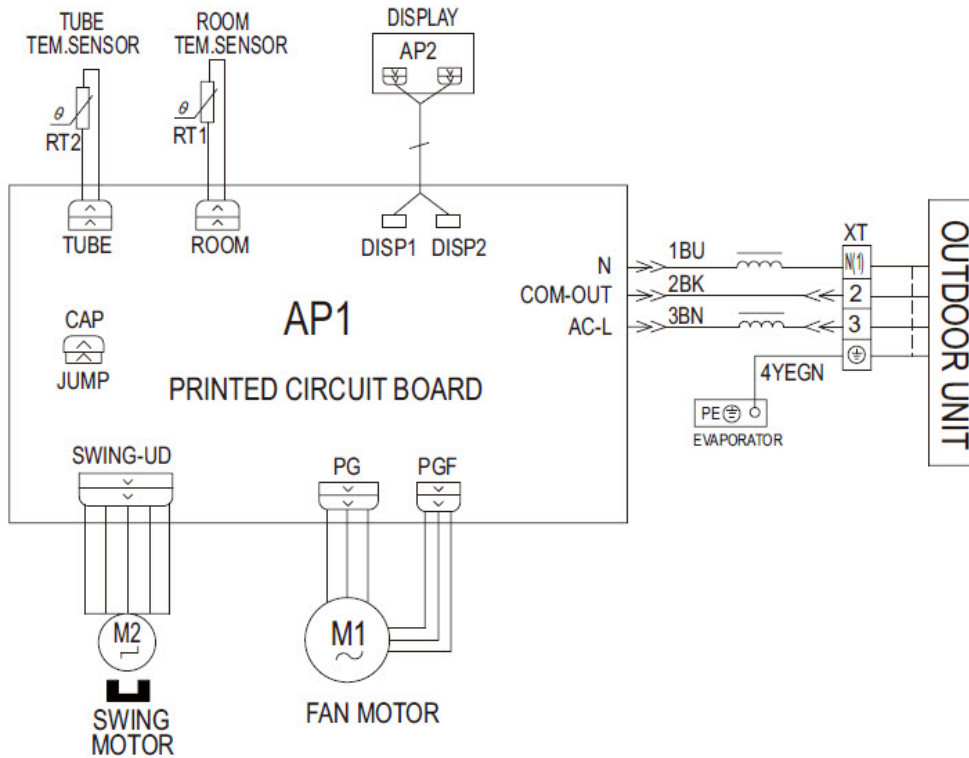 TUBE
TEM.SENSOR
ROOM
TEM.SENSOR
DISPLAY
AP2
θ
RT2
θ
RT1
TUBE
ROOM
DISP1
DISP2
N
COM-OUT
AC-L
1BU
2BK
3BN
4YEGN
XT
N(1)
2
3
OUTDOOR UNIT
PE
EVAPORATOR
CAP
JUMP
AP1
PRINTED CIRCUIT BOARD
SWING-UD
PG
PGF
M2
SWING
MOTOR
M1
FAN MOTOR